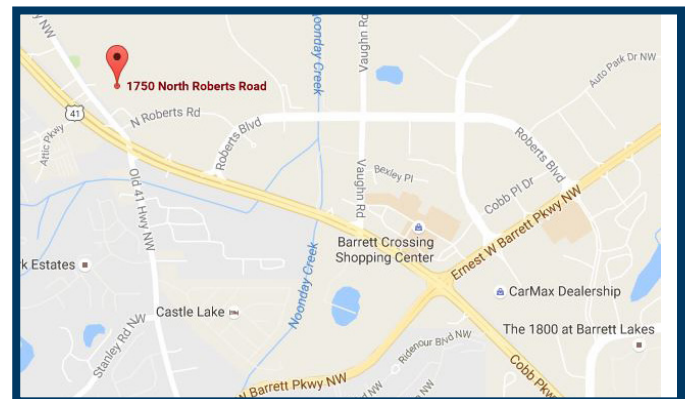 Vaughn Rd
Noonday Creek
Auto Park Dr NW
1750 North Roberts Road
41
N Roberts Rd
Attic Pkwy
Roberts Blvd
Roberts Blvd
Vaughn Rd
Bexley Pl
Cobb Pl Dr
Old 41 Hwy NW
Barrett Crossing
Shopping Center
Ernest W Barrett Pkwy NW
k Estates
CarMax Dealership
Noonday Creek
Castle Lake
The 1800 at Barrett Lakes
Stanley Rd NW
Ridenour Blvd NW
W Barrett Pkwy NW
Cobb Pkw